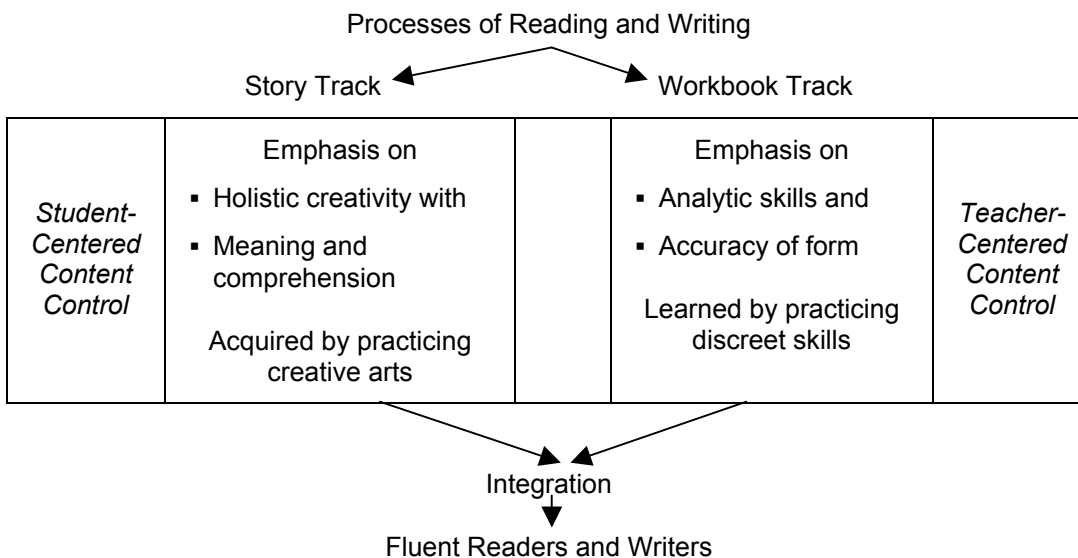 Processes of Reading and Writing
Story Track
Workbook Track
Student-
Centered
Content
Control
Emphasis on
▪ Holistic creativity with
▪ Meaning and
comprehension
Acquired by practicing
creative arts
Emphasis on
▪ Analytic skills and
▪ Accuracy of form
Learned by practicing
discreet skills
Teacher-
Centered
Content
Control
Integration
Fluent Readers and Writers